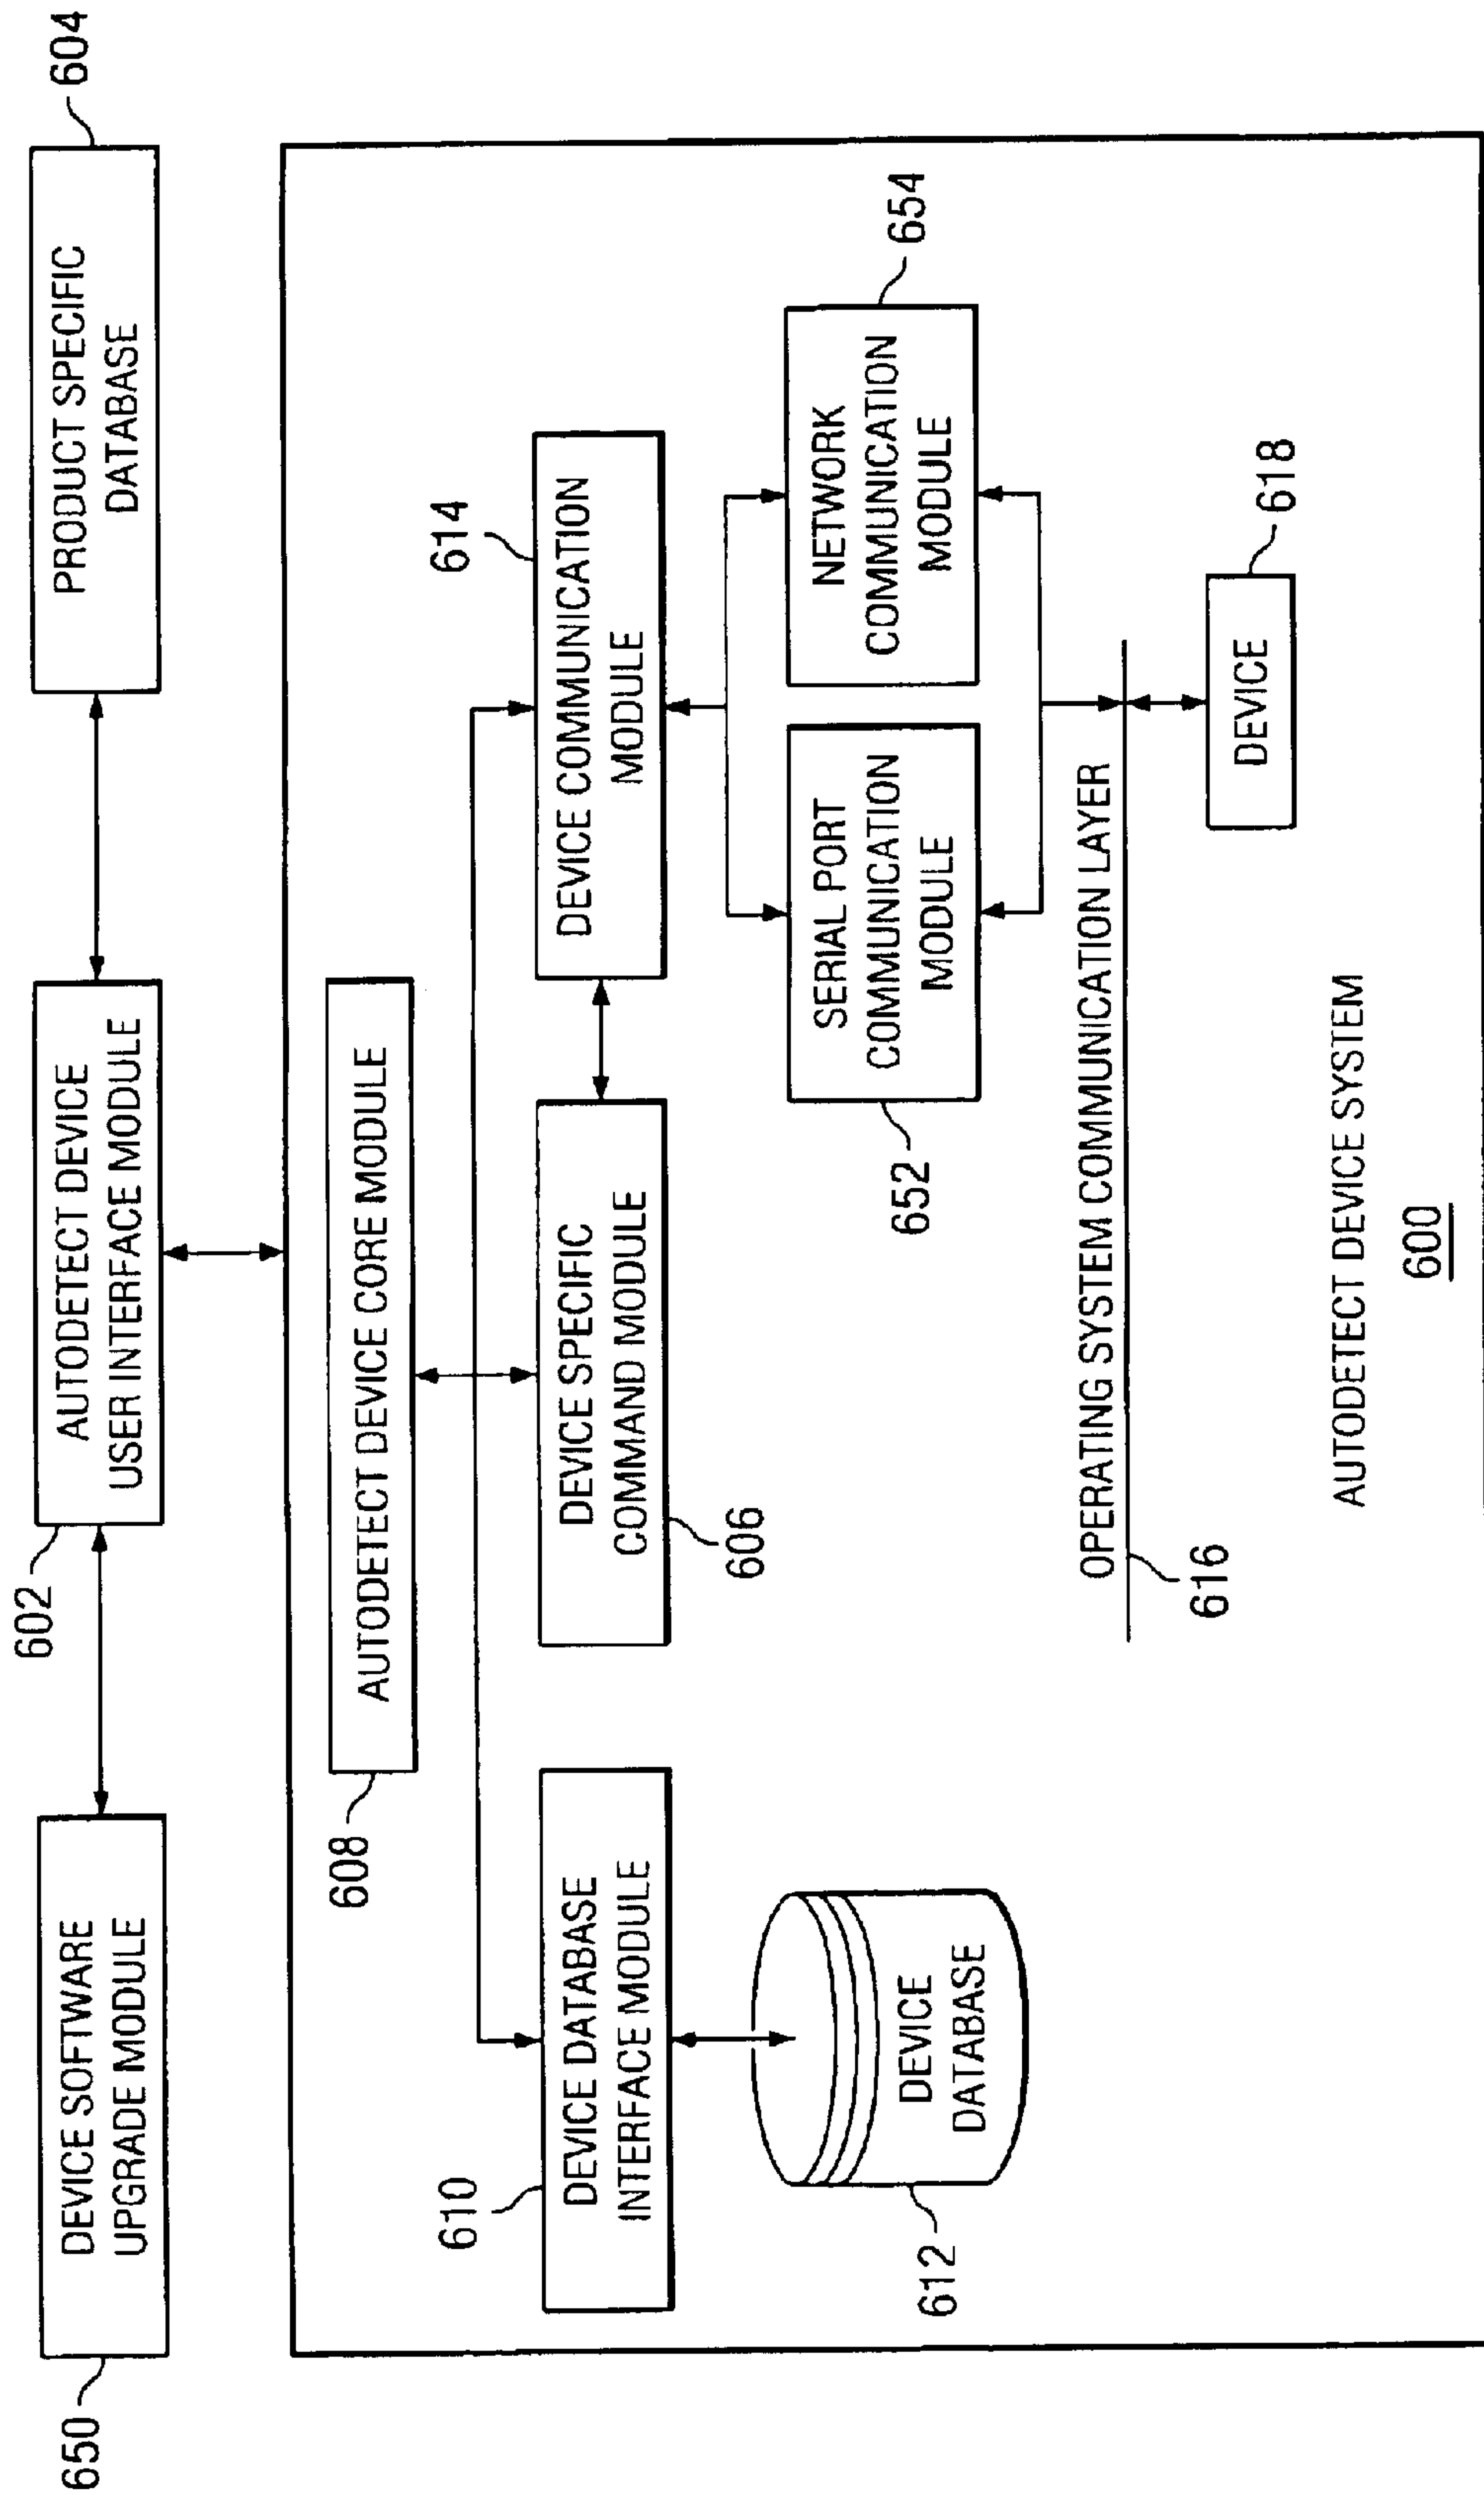 650
DEVICE SOFTWARE
UPGRADE MODULE
602
AUTODETECT DEVICE
USER INTERFACE MODULE
PRODUCT SPECIFIC
DATABASE
604
608
AUTODETECT DEVICE CORE MODULE
610
DEVICE DATABASE
INTERFACE MODULE
DEVICE SPECIFIC
COMMAND MODULE
606
614
DEVICE COMMUNICATION
MODULE
612
DEVICE
DATABASE
652
SERIAL PORT
COMMUNICATION
MODULE
NETWORK
COMMUNICATION
MODULE
654
OPERATING SYSTEM COMMUNICATION LAYER
616
DEVICE
618
AUTODETECT DEVICE SYSTEM
600